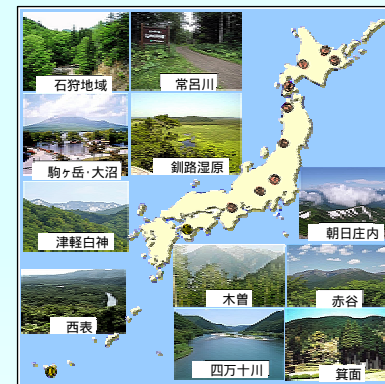 石狩地域
常呂川
駒ヶ岳・大沼
釧路湿原
津軽白神
朝日庄内
木曽
赤谷
西表
四万十川
箕面